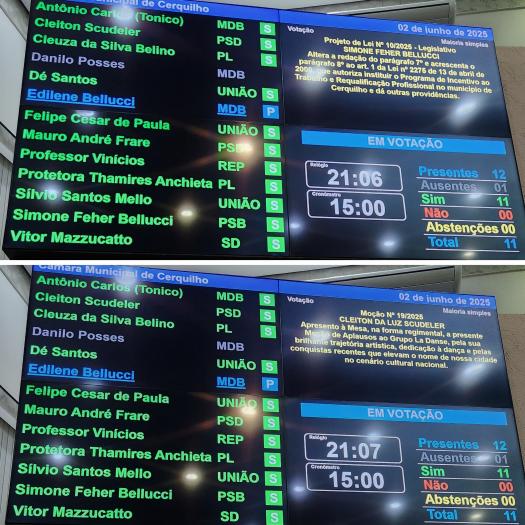 Municipal de Cerquilho
Antônio Carlos (Tonico) MDB S
Cleiton Scudeler PSD S
Cleuza da Silva Belino PL S
Danilo Posses MDB
Dé Santos UNIÃO S
Edilene Bellucci MDB P
Felipe Cesar de Paula UNIÃO S
Mauro André Frare PSD S
Professor Vinícios REP S
Protetora Thamires Anchieta PL S
Sílvio Santos Mello UNIÃO S
Simone Feher Bellucci PSB S
Vitor Mazzucatto SD S
02 de junho de 2025
Votação Maioria simples
Projeto de Lei Nº 10/2025 - Legislativo
SIMONE FEHER BELLUCCI
Altera a redação do parágrafo 7º e acrescenta o
parágrafo 8º ao art. 1 da Lei nº 2275 de 13 de abril de
2000, que autoriza instituir o Programa de Incentivo ao
Trabalho e Requalificação Profissional no município de
Cerquilho e dá outras providências.
EM VOTAÇÃO
Relógio
21:06
Cronômetro
15:00
Presentes 12
Ausentes 01
Sim 11
Não 00
Abstenções 00
Total 11
Câmara Municipal de Cerquilho
Antônio Carlos (Tonico) MDB S
Cleiton Scudeler PSD S
Cleuza da Silva Belino PL S
Danilo Posses MDB
Dé Santos UNIÃO S
Edilene Bellucci MDB P
Felipe Cesar de Paula UNIÃO S
Mauro André Frare PSD S
Professor Vinícios REP S
Protetora Thamires Anchieta PL S
Sílvio Santos Mello UNIÃO S
Simone Feher Bellucci PSB S
Vitor Mazzucatto SD S
02 de junho de 2025
Votação Maioria simples
Moção Nº 19/2025
CLEITON DA LUZ SCUDELER
Apresento à Mesa, na forma regimental, a presente
Moção de Aplausos ao Grupo La Danse, pela sua
brilhante trajetória artística, dedicação à dança e pelas
conquistas recentes que elevam o nome de nossa cidade
no cenário cultural nacional.
EM VOTAÇÃO
Relógio
21:07
Cronômetro
15:00
Presentes 12
Ausentes 01
Sim 11
Não 00
Abstenções 00
Total 11